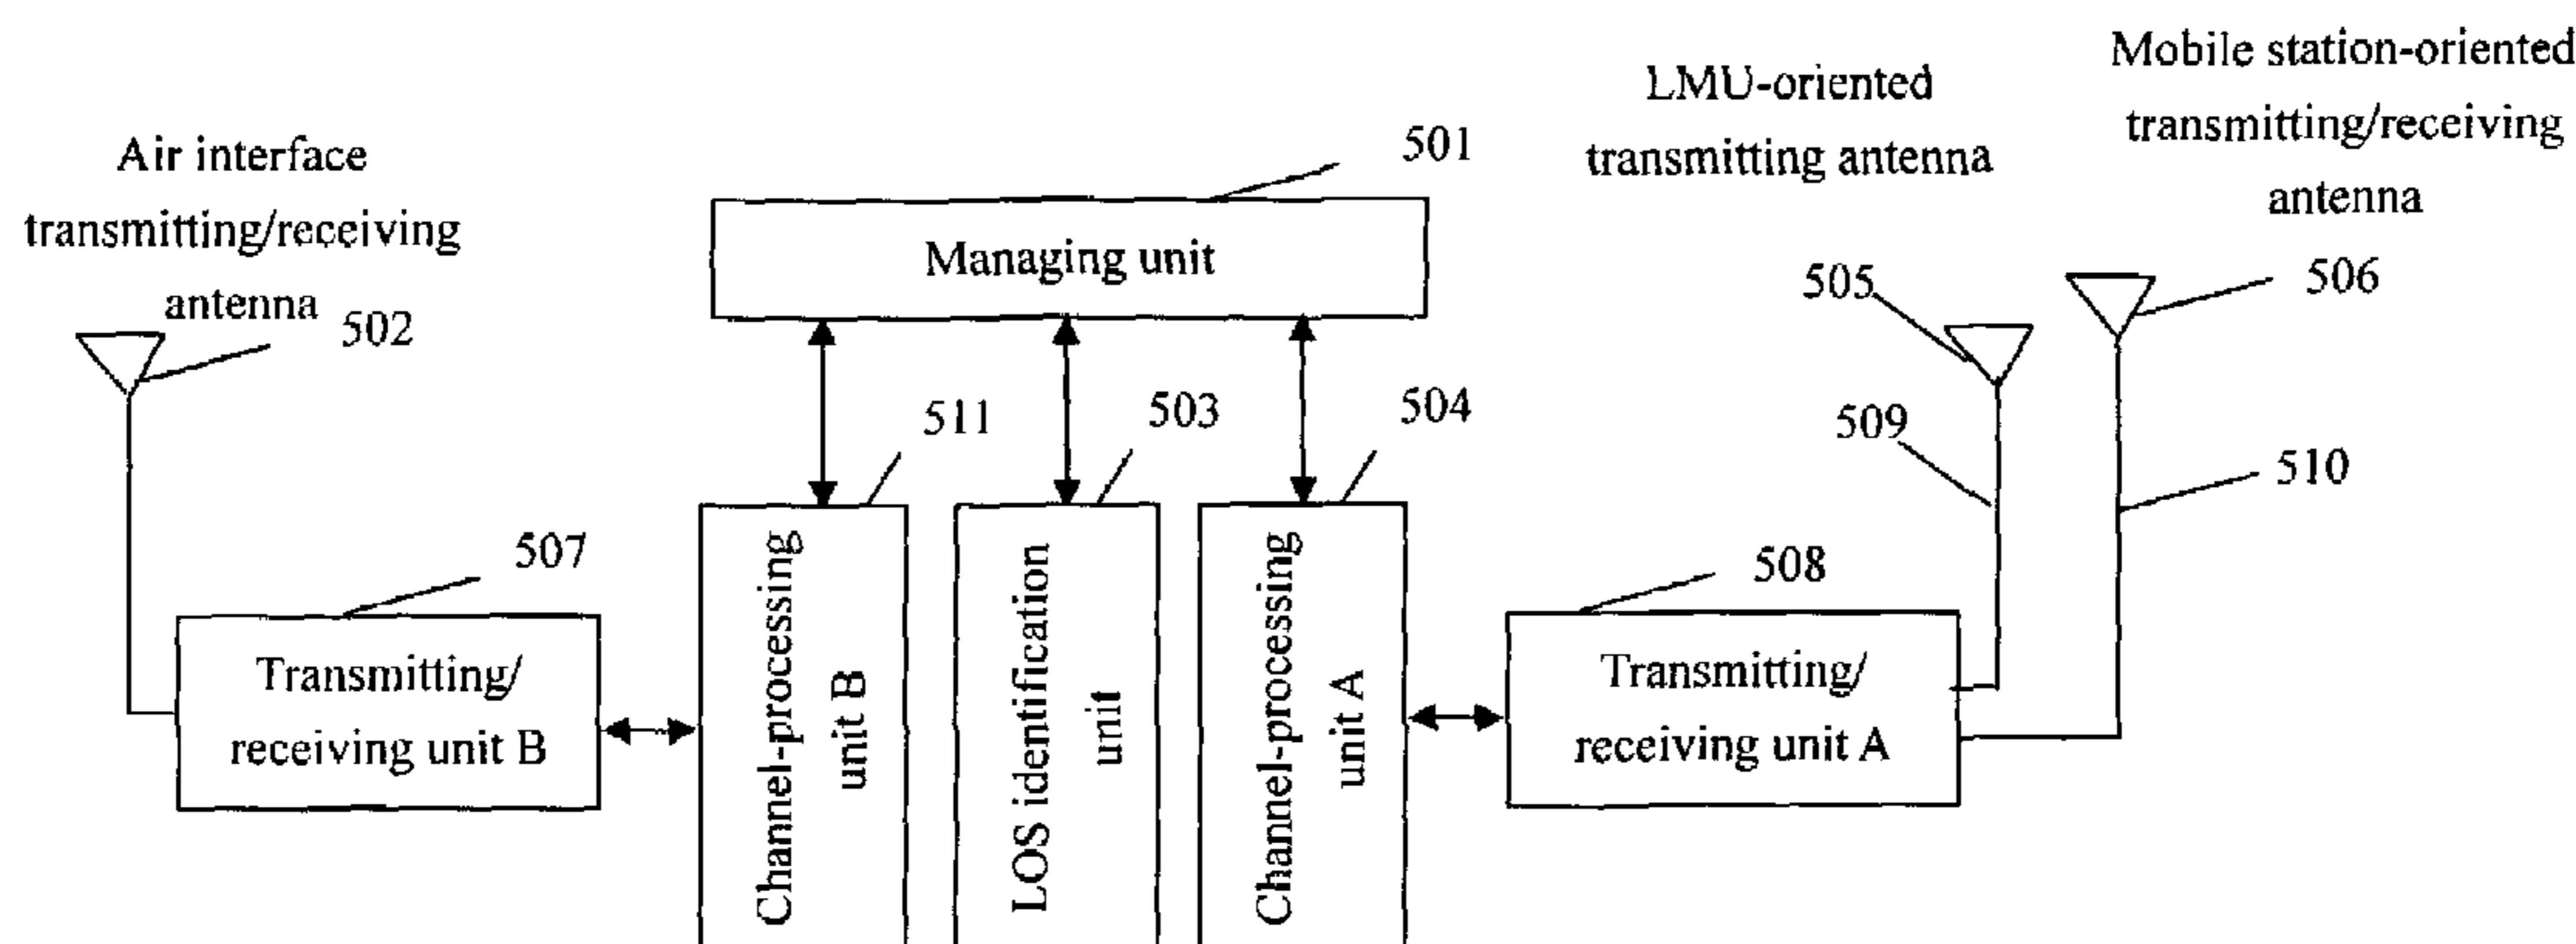 Mobile station-oriented
transmitting/receiving
antenna
LMU-oriented
transmitting antenna
Air interface
transmitting/receiving
antenna
501
Managing unit
505
506
502
509
510
511
503
504
507
508
Transmitting/
receiving unit B
Channel-processing
unit B
LOS identification
unit
Channel-processing
unit A
Transmitting/
receiving unit A